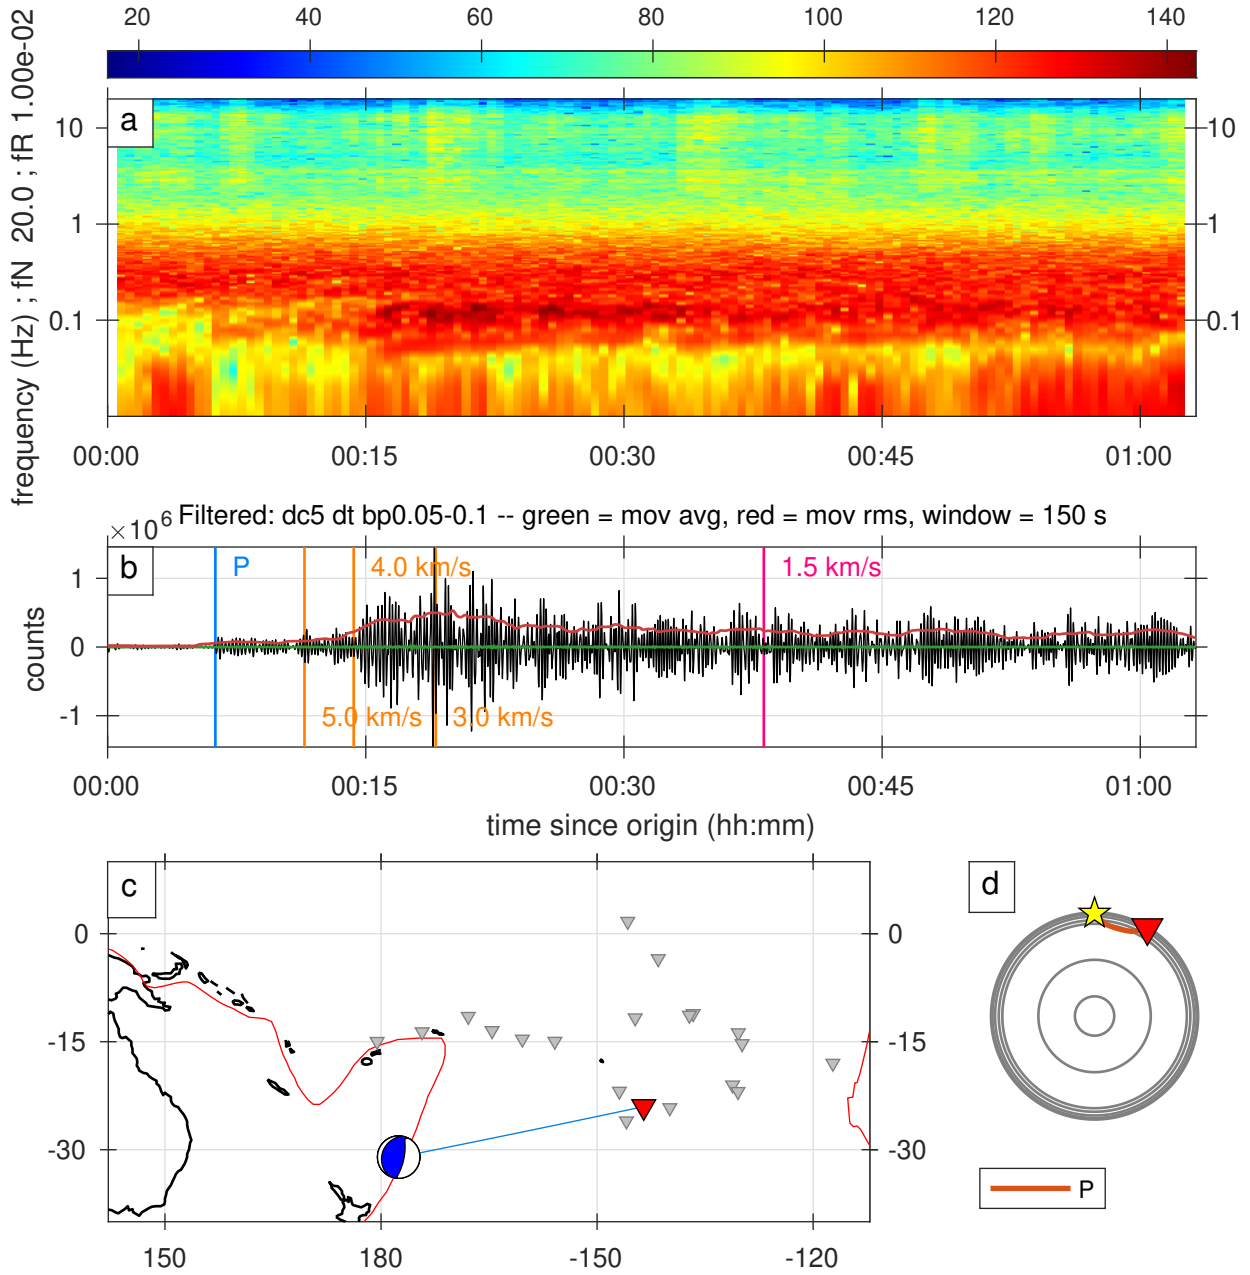 20 40 60 80 100 120 140
frequency (Hz) ; fN 20.0 ; fR 1.00e-02
a
10 10
1 1
0.1 0.1
00:00 00:15 00:30 00:45 01:00
×10^6 Filtered: dc5 dt bp0.05-0.1 -- green = mov avg, red = mov rms, window = 150 s
b
P 4.0 km/s 1.5 km/s
counts
1
0
-1
5.0 km/s 3.0 km/s
00:00 00:15 00:30 00:45 01:00
time since origin (hh:mm)
c
0 0
-15 -15
-30 -30
150 180 -150 -120
d
P